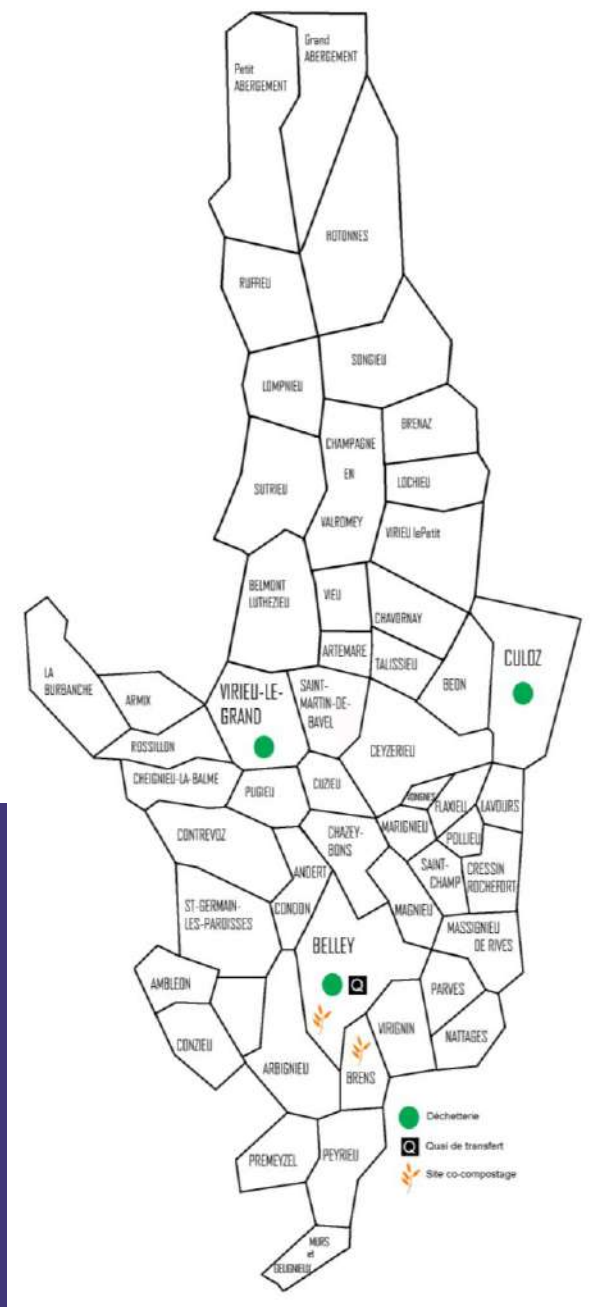 Grand
ABERGEMENT
Petit
ABERGEMENT
HOTONNES
RUFFIEU
SONGIEU
LOMPNIEU
BRENAZ
CHAMPAGNE
EN
VALROMEY
LOCHIEU
SUTRIEU
VIRIEU lePetit
BELMONT
LUTHEZIEU
VIEU
CHAVORNAY
ARTEMARE
TALISSIEU
BEON
CULOZ
LA
BURBANCHE
ARMIX
VIRIEU-LE-
GRAND
SAINT-
MARTIN-DE-
BAVEL
ROSSILLON
CEYZERIEU
CHEIGNIEU-LA-BALME
PUGIEU
CUZIEU
FLAXIEU
LAVOURS
CONTREVOZ
CHAZEY-
BONS
MARIGNIEU
POLLIEU
ANDERT
CONDON
SAINT-
CHAMP
CRESSIN
ROCHEFORT
ST-GERMAIN-
LES-PAROISSES
MAGNIEU
MASSIGNIEU
DE RIVES
BELLEY
AMBLEON
Q
PARVES
CONZIEU
VIRIGNIN
NATTAGES
ARBIGNIEU
BRENS
Déchetterie
Q Quai de transfert
Site co-compostage
PREMEYZEL
PEYRIEU
MURS
et
GELIGNIEUX